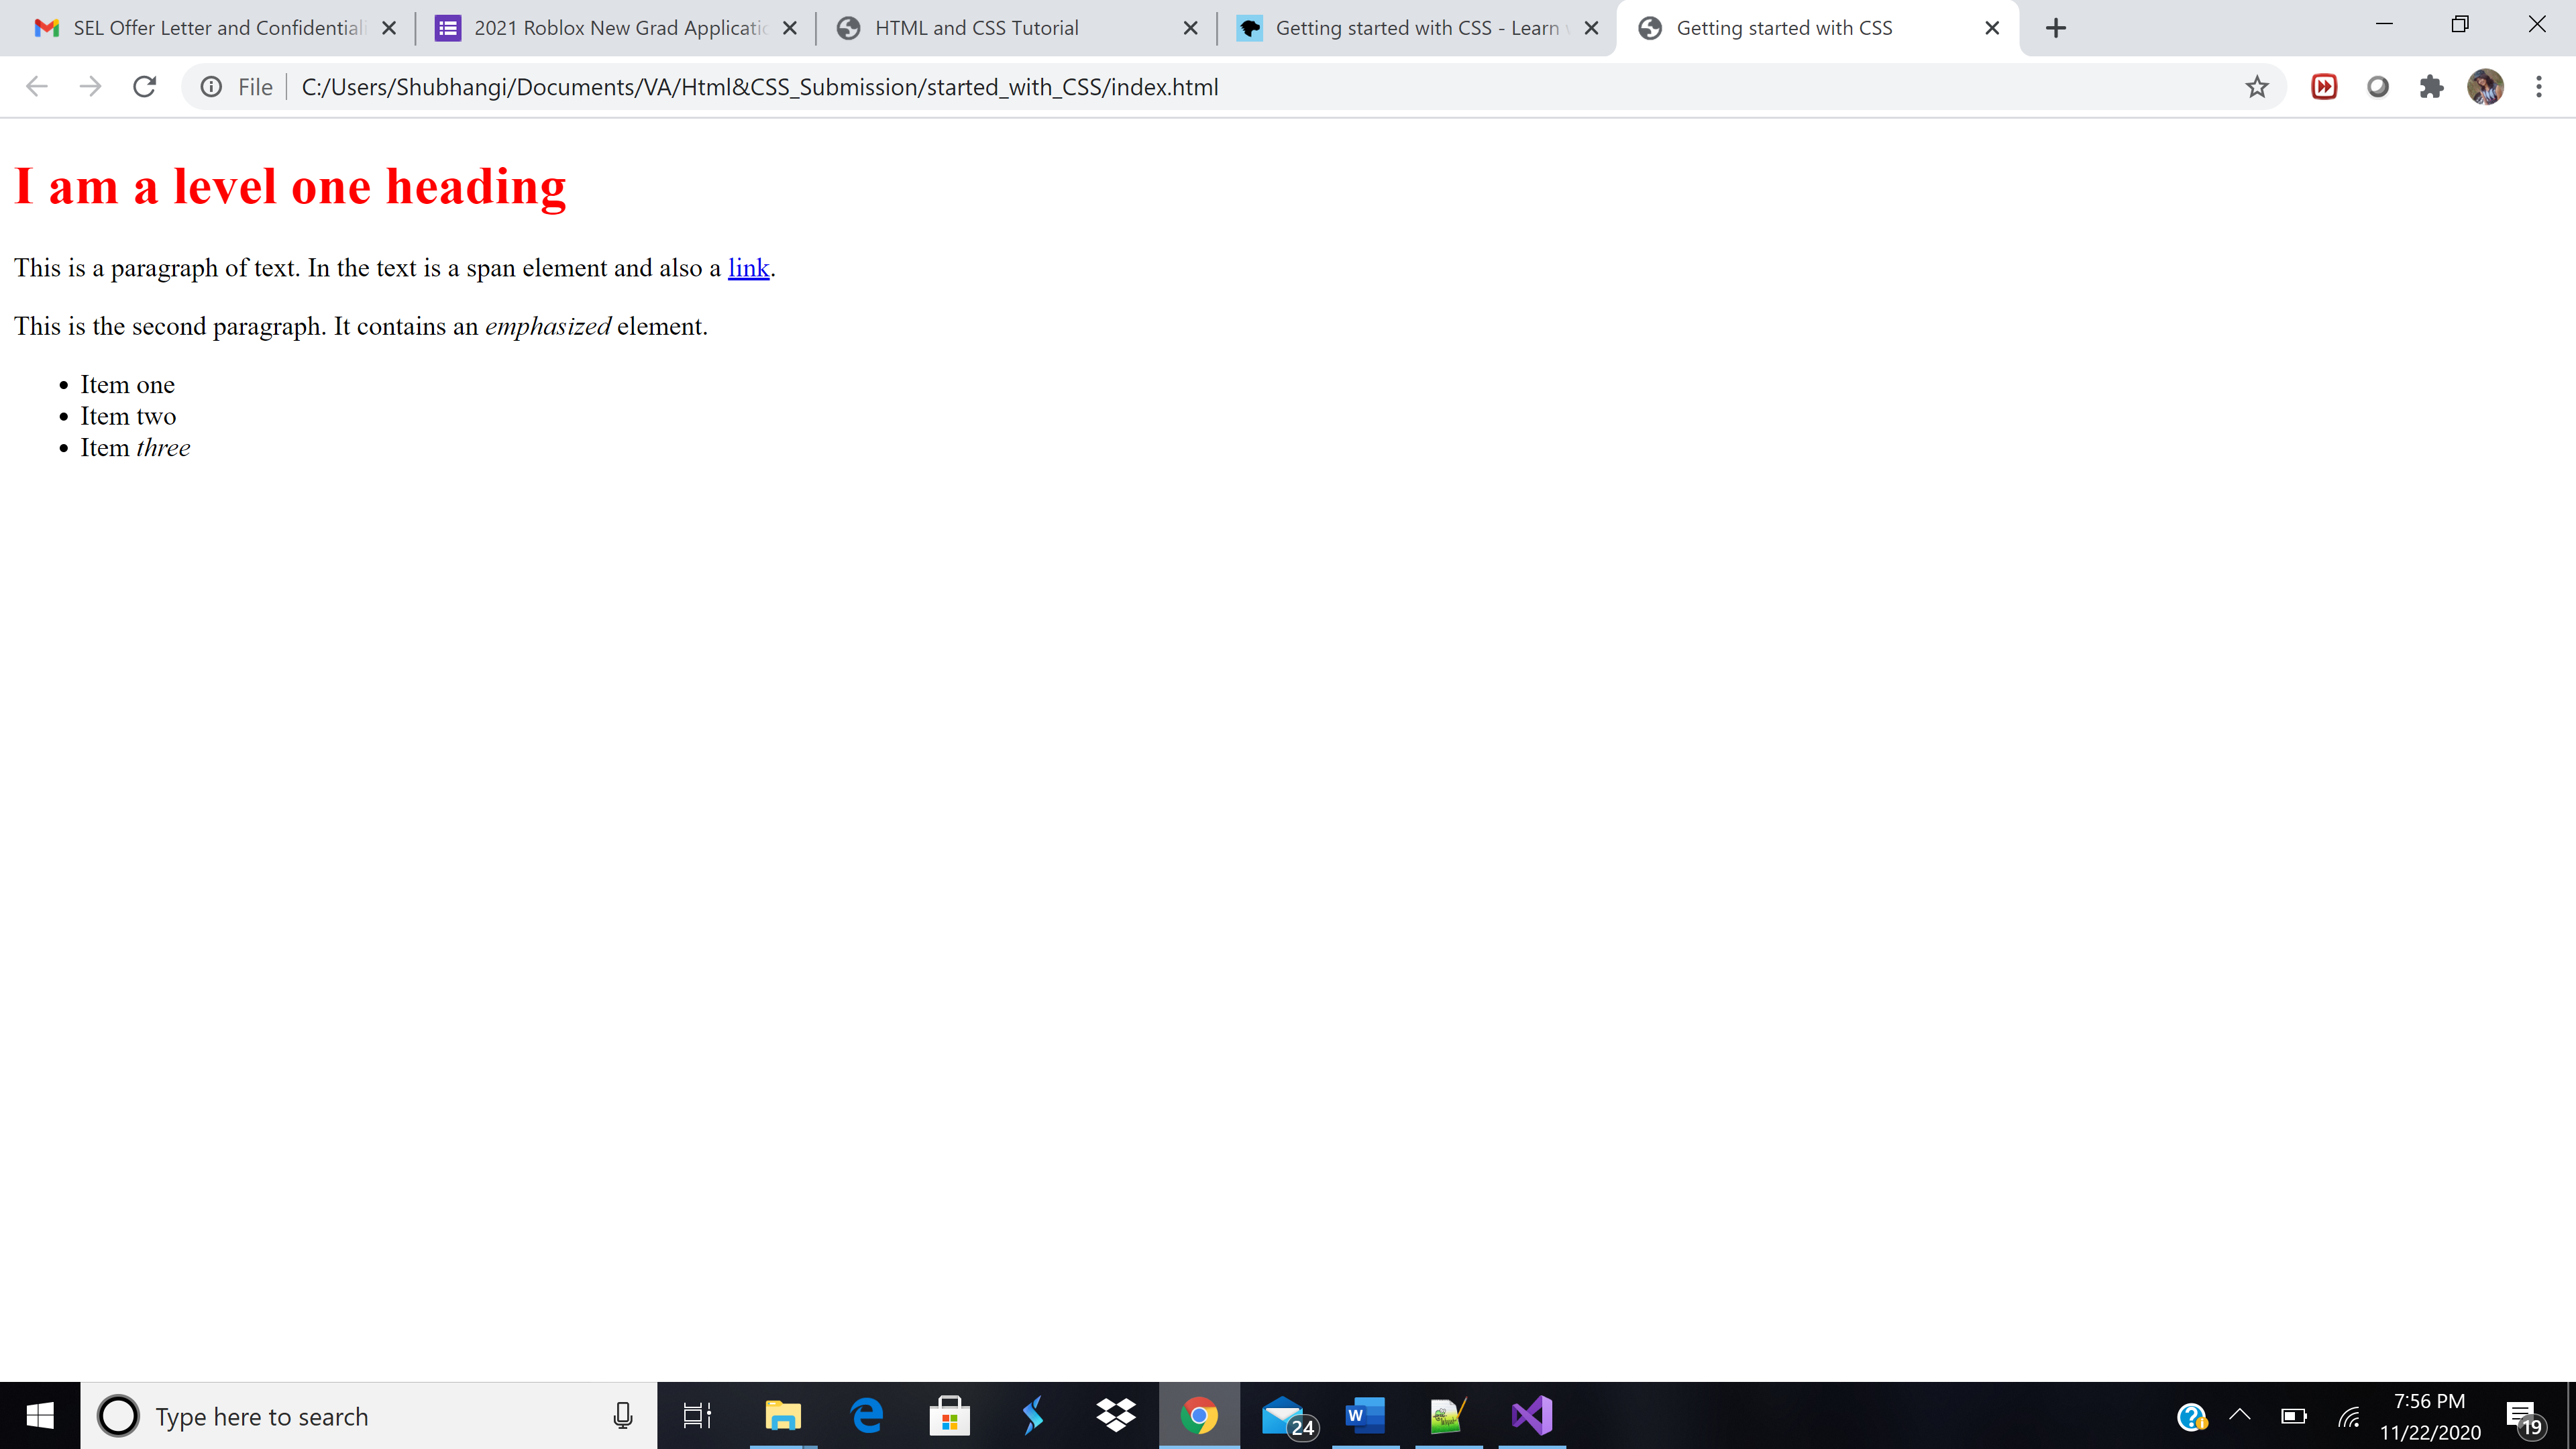 SEL Offer Letter and Confidentiali
2021 Roblox New Grad Applicatio
HTML and CSS Tutorial
Getting started with CSS - Learn
Getting started with CSS
File
C:/Users/Shubhangi/Documents/VA/Html&CSS_Submission/started_with_CSS/index.html
I am a level one heading
This is a paragraph of text. In the text is a span element and also a link.
This is the second paragraph. It contains an emphasized element.
• Item one
• Item two
• Item three
Type here to search
24
W
7:56 PM
11/22/2020
19